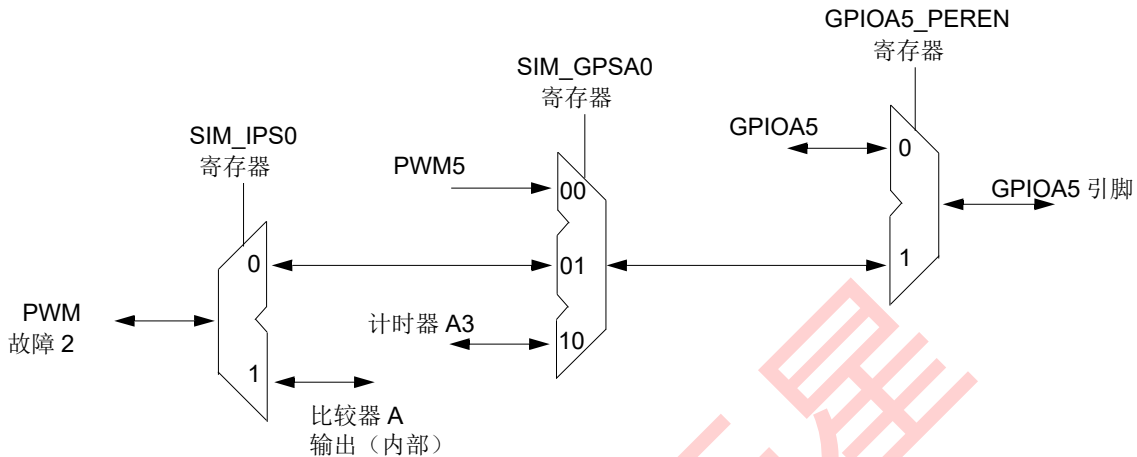 GPIOA5_PEREN
寄存器
SIM_GPSA0
寄存器
SIM_IPS0
寄存器
GPIOA5
0
PWM5
00
GPIOA5 引脚
0
01
1
PWM
故障 2
计时器 A3
10
1
比较器 A
输出（内部）
星